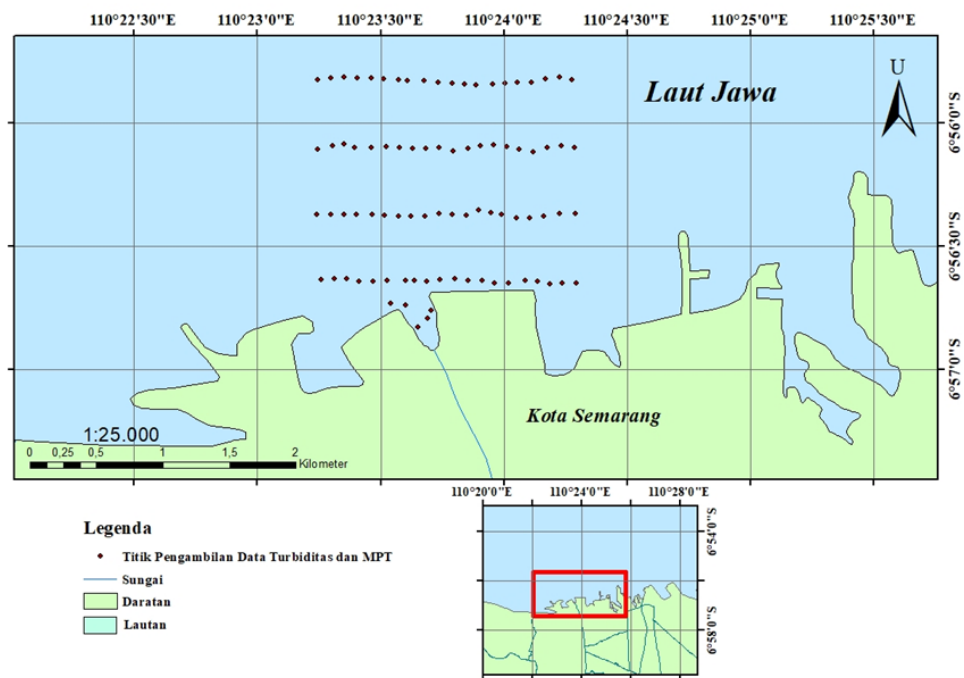 110°22'30"E 110°23'0"E 110°23'30"E 110°24'0"E 110°24'30"E 110°25'0"E 110°25'30"E
Laut Jawa
U
6°56'0"S
6°56'30"S
6°57'0"S
Kota Semarang
1:25.000
0 0,25 0,5 1 1,5 2
Kilometer
110°20'0"E 110°24'0"E 110°28'0"E
6°54'0"S
6°58'0"S
Legenda
Titik Pengambilan Data Turbiditas dan MPT
Sungai
Daratan
Lautan